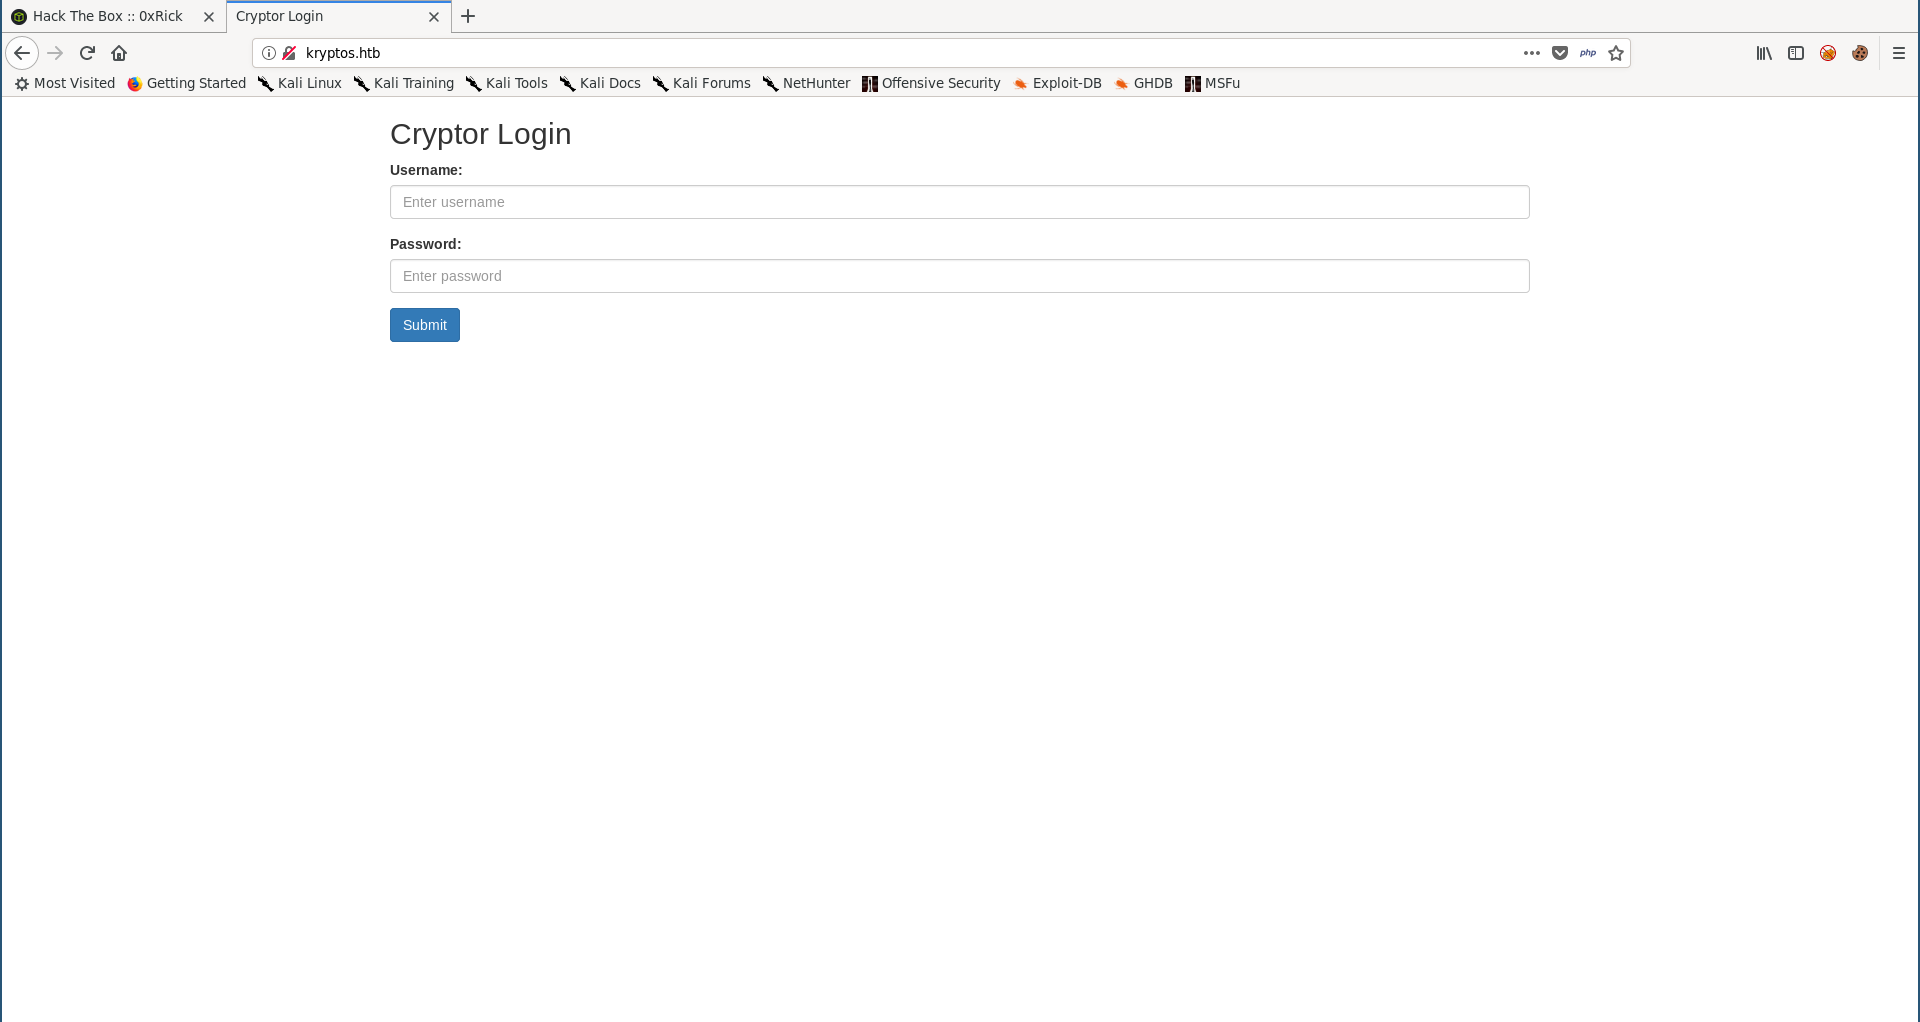 Hack The Box :: 0xRick Cryptor Login
kryptos.htb php
Most Visited Getting Started Kali Linux Kali Training Kali Tools Kali Docs Kali Forums NetHunter Offensive Security Exploit-DB GHDB MSFu
Cryptor Login
Username:
Enter username
Password:
Enter password
Submit